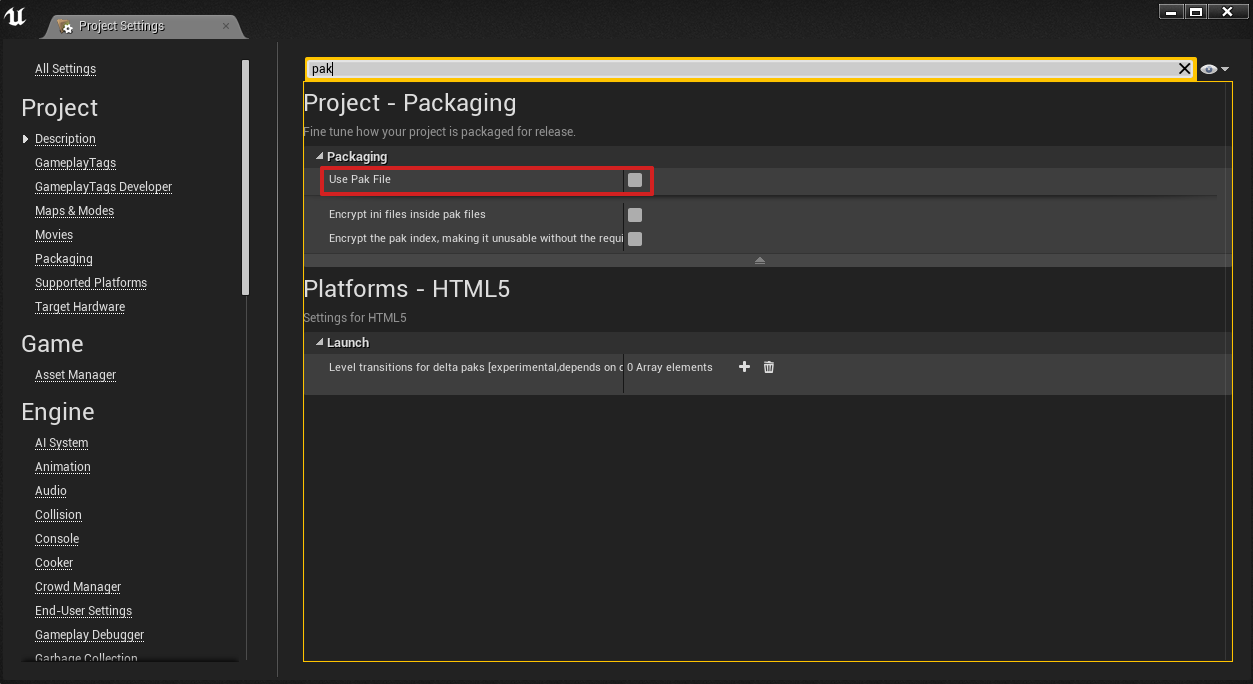 Project Settings
All Settings
Project
Description
GameplayTags
GameplayTags Developer
Maps & Modes
Movies
Packaging
Supported Platforms
Target Hardware
Game
Asset Manager
Engine
AI System
Animation
Audio
Collision
Console
Cooker
Crowd Manager
End-User Settings
Gameplay Debugger
Garbage Collection
pak
Project - Packaging
Fine tune how your project is packaged for release.
Packaging
Use Pak File
Encrypt ini files inside pak files
Encrypt the pak index, making it unusable without the requi
Platforms - HTML5
Settings for HTML5
Launch
Level transitions for delta paks [experimental,depends on c 0 Array elements